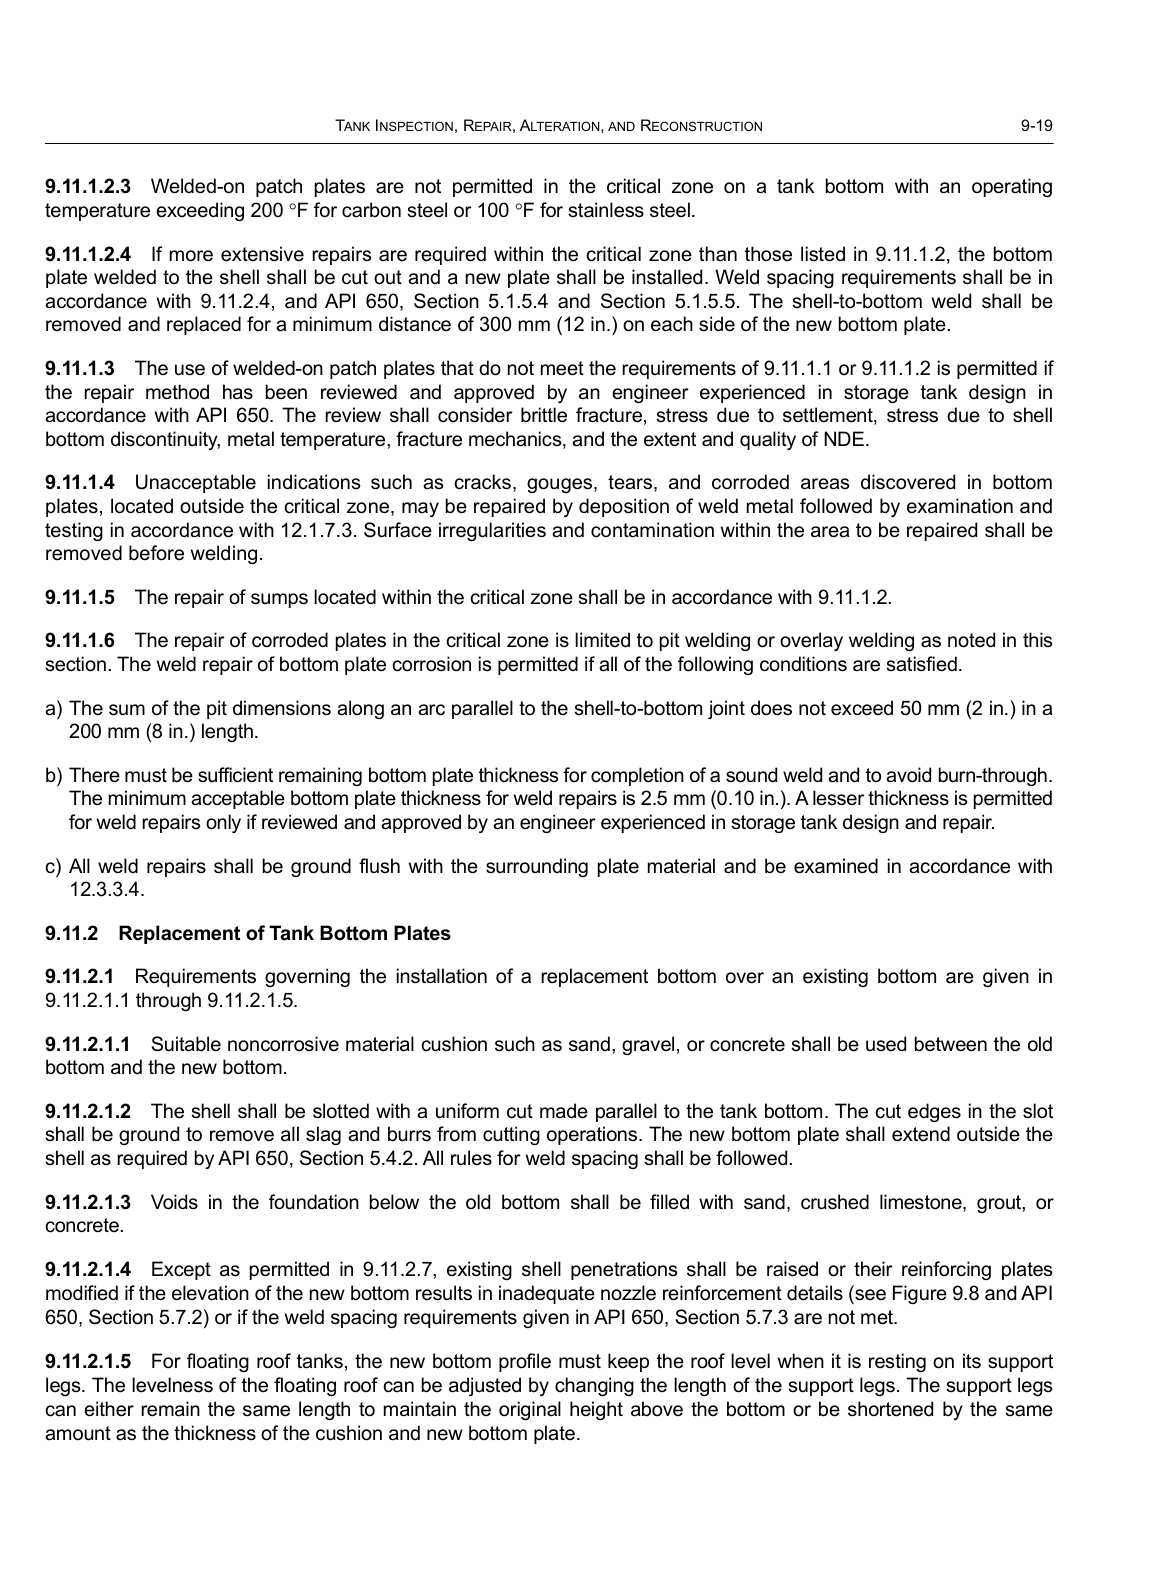 TANK INSPECTION, REPAIR, ALTERATION, AND RECONSTRUCTION 9-19
9.11.1.2.3 Welded-on patch plates are not permitted in the critical zone on a tank bottom with an operating
temperature exceeding 200 °F for carbon steel or 100 °F for stainless steel.
9.11.1.2.4 If more extensive repairs are required within the critical zone than those listed in 9.11.1.2, the bottom
plate welded to the shell shall be cut out and a new plate shall be installed. Weld spacing requirements shall be in
accordance with 9.11.2.4, and API 650, Section 5.1.5.4 and Section 5.1.5.5. The shell-to-bottom weld shall be
removed and replaced for a minimum distance of 300 mm (12 in.) on each side of the new bottom plate.
9.11.1.3 The use of welded-on patch plates that do not meet the requirements of 9.11.1.1 or 9.11.1.2 is permitted if
the repair method has been reviewed and approved by an engineer experienced in storage tank design in
accordance with API 650. The review shall consider brittle fracture, stress due to settlement, stress due to shell
bottom discontinuity, metal temperature, fracture mechanics, and the extent and quality of NDE.
9.11.1.4 Unacceptable indications such as cracks, gouges, tears, and corroded areas discovered in bottom
plates, located outside the critical zone, may be repaired by deposition of weld metal followed by examination and
testing in accordance with 12.1.7.3. Surface irregularities and contamination within the area to be repaired shall be
removed before welding.
9.11.1.5 The repair of sumps located within the critical zone shall be in accordance with 9.11.1.2.
9.11.1.6 The repair of corroded plates in the critical zone is limited to pit welding or overlay welding as noted in this
section. The weld repair of bottom plate corrosion is permitted if all of the following conditions are satisfied.
a) The sum of the pit dimensions along an arc parallel to the shell-to-bottom joint does not exceed 50 mm (2 in.) in a
200 mm (8 in.) length.
b) There must be sufficient remaining bottom plate thickness for completion of a sound weld and to avoid burn-through.
The minimum acceptable bottom plate thickness for weld repairs is 2.5 mm (0.10 in.). A lesser thickness is permitted
for weld repairs only if reviewed and approved by an engineer experienced in storage tank design and repair.
c) All weld repairs shall be ground flush with the surrounding plate material and be examined in accordance with
12.3.3.4.
9.11.2 Replacement of Tank Bottom Plates
9.11.2.1 Requirements governing the installation of a replacement bottom over an existing bottom are given in
9.11.2.1.1 through 9.11.2.1.5.
9.11.2.1.1 Suitable noncorrosive material cushion such as sand, gravel, or concrete shall be used between the old
bottom and the new bottom.
9.11.2.1.2 The shell shall be slotted with a uniform cut made parallel to the tank bottom. The cut edges in the slot
shall be ground to remove all slag and burrs from cutting operations. The new bottom plate shall extend outside the
shell as required by API 650, Section 5.4.2. All rules for weld spacing shall be followed.
9.11.2.1.3 Voids in the foundation below the old bottom shall be filled with sand, crushed limestone, grout, or
concrete.
9.11.2.1.4 Except as permitted in 9.11.2.7, existing shell penetrations shall be raised or their reinforcing plates
modified if the elevation of the new bottom results in inadequate nozzle reinforcement details (see Figure 9.8 and API
650, Section 5.7.2) or if the weld spacing requirements given in API 650, Section 5.7.3 are not met.
9.11.2.1.5 For floating roof tanks, the new bottom profile must keep the roof level when it is resting on its support
legs. The levelness of the floating roof can be adjusted by changing the length of the support legs. The support legs
can either remain the same length to maintain the original height above the bottom or be shortened by the same
amount as the thickness of the cushion and new bottom plate.